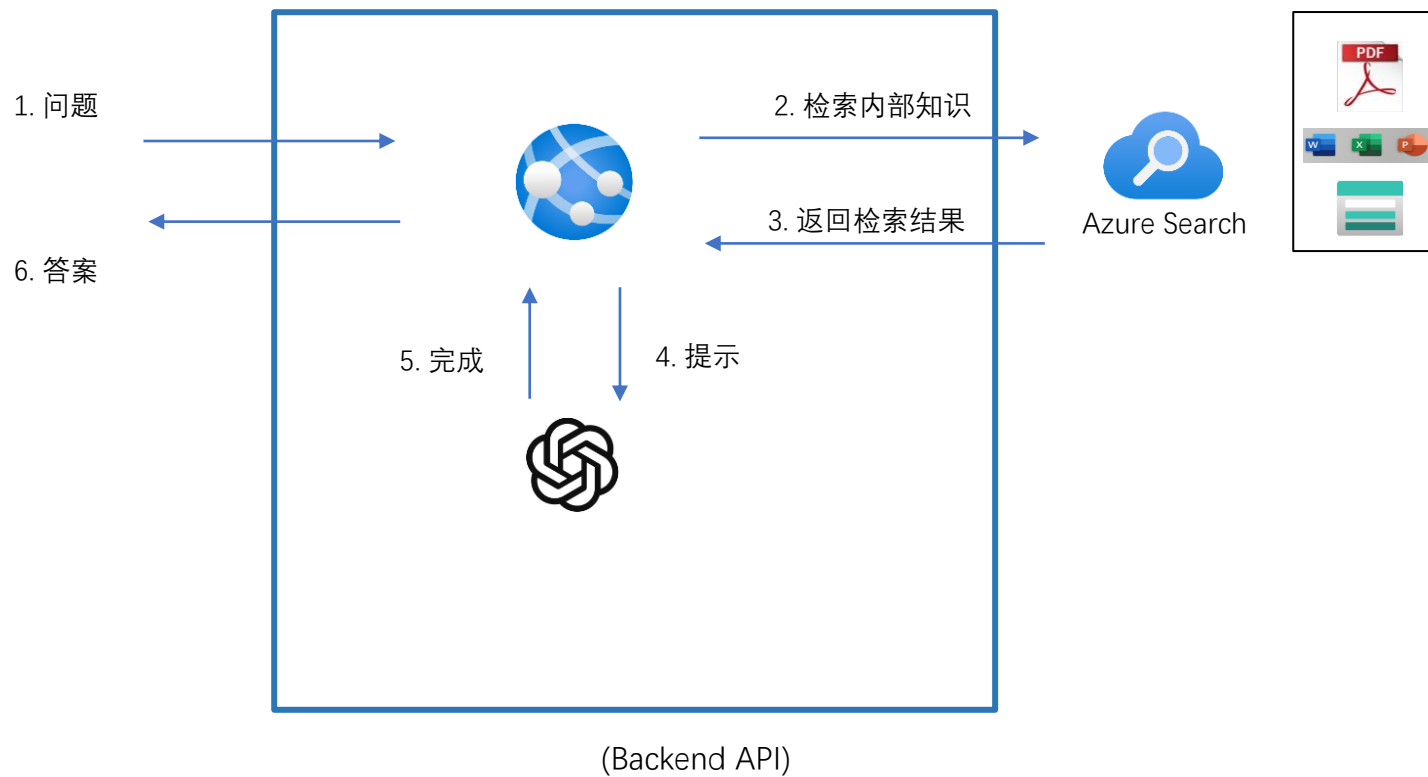 1. 问题
2. 检索内部知识
3. 返回检索结果
Azure Search
6. 答案
5. 完成
4. 提示
(Backend API)
PDF
W
X
P